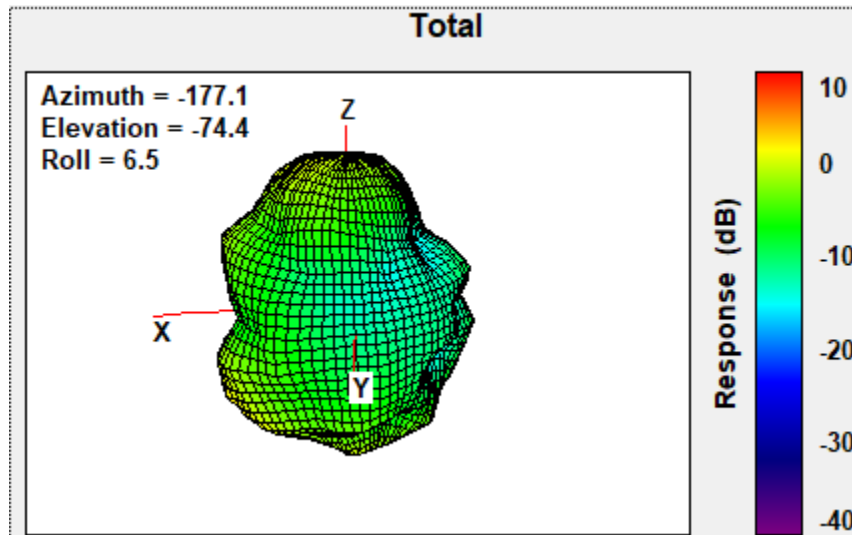 Total
Azimuth = -177.1
Elevation = -74.4
Roll = 6.5
Z
X
Y
10
0
-10
-20
-30
-40
Response (dB)